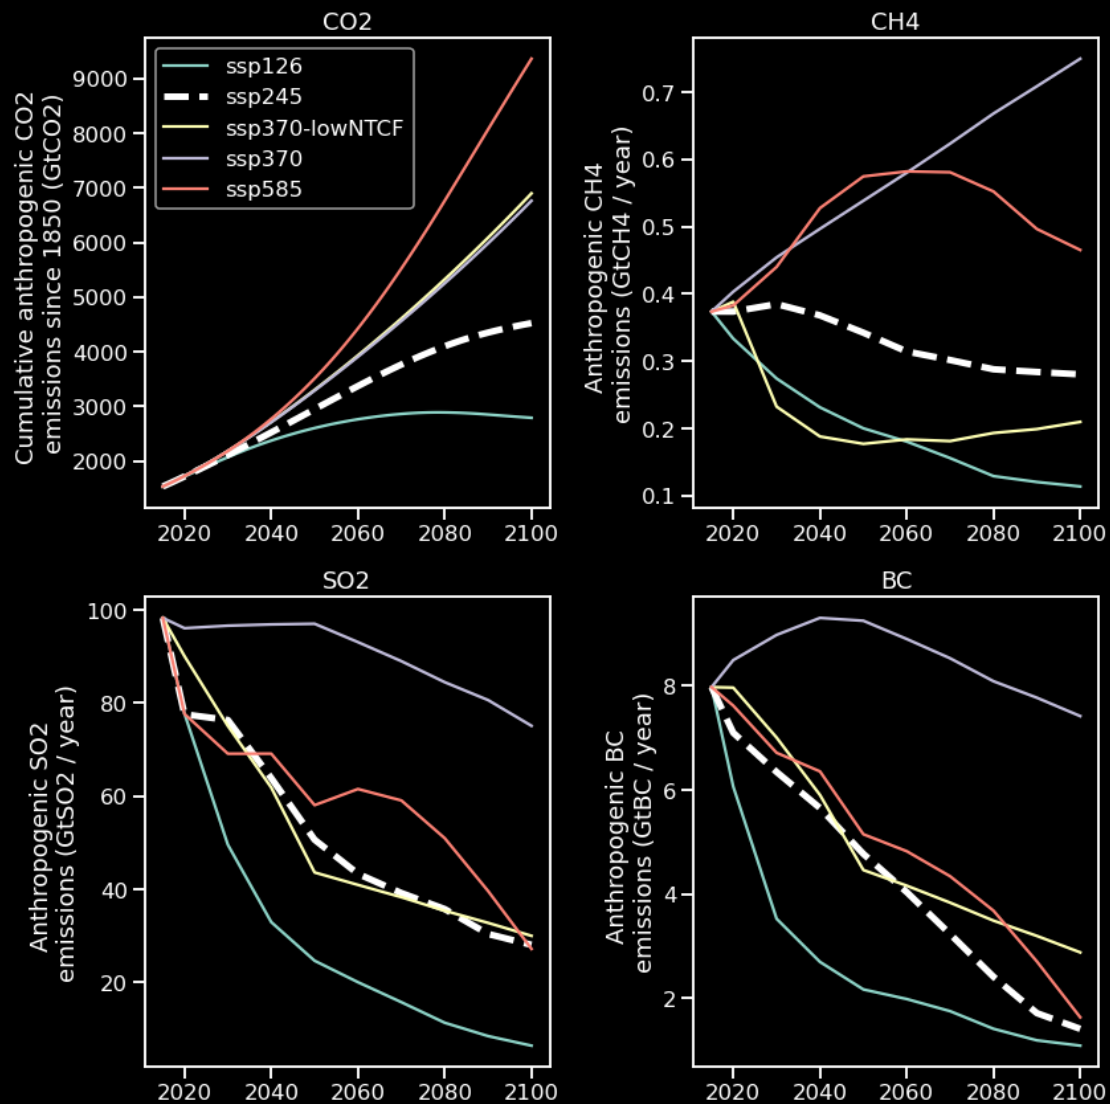 CO2
Cumulative anthropogenic CO2
emissions since 1850 (GtCO2)
9000
8000
7000
6000
5000
4000
3000
2000
ssp126
ssp245
ssp370-lowNTCF
ssp370
ssp585
2020 2040 2060 2080 2100
CH4
Anthropogenic CH4
emissions (GtCH4 / year)
0.7
0.6
0.5
0.4
0.3
0.2
0.1
2020 2040 2060 2080 2100
SO2
Anthropogenic SO2
emissions (GtSO2 / year)
100
80
60
40
20
2020 2040 2060 2080 2100
BC
Anthropogenic BC
emissions (GtBC / year)
8
6
4
2
2020 2040 2060 2080 2100